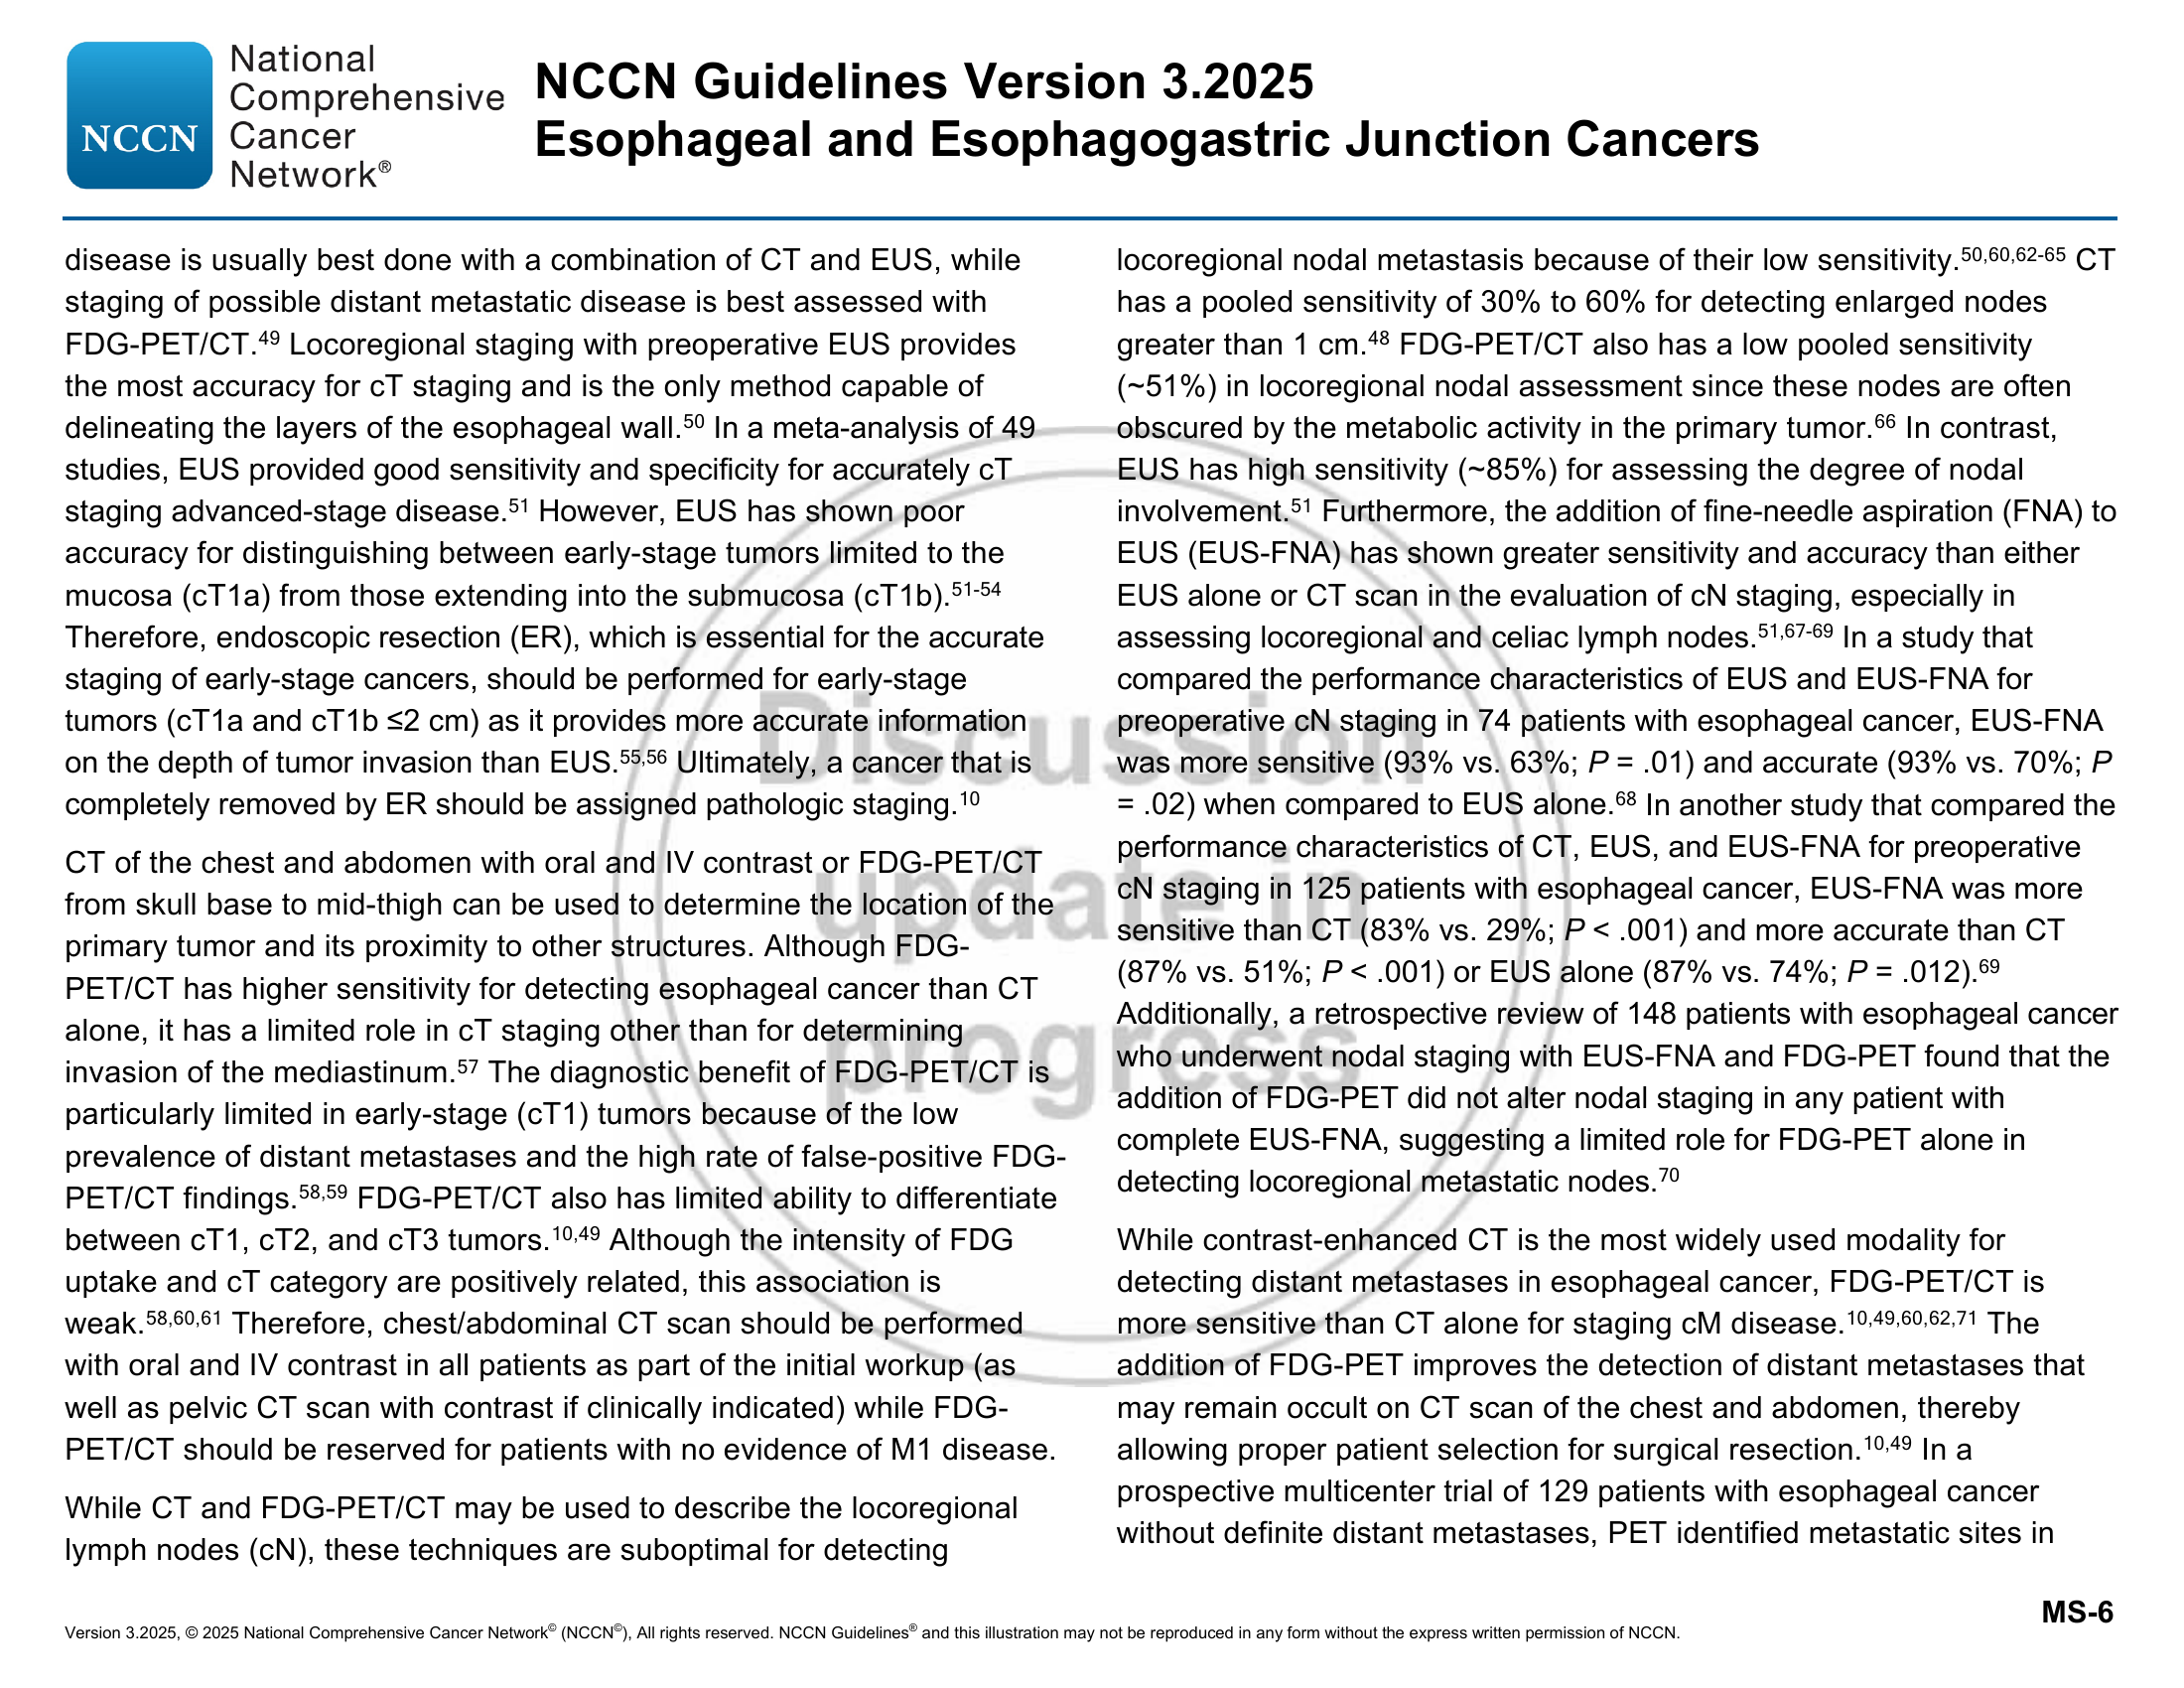 National
Comprehensive
Cancer
Network®
NCCN
NCCN Guidelines Version 3.2025
Esophageal and Esophagogastric Junction Cancers
disease is usually best done with a combination of CT and EUS, while
staging of possible distant metastatic disease is best assessed with
FDG-PET/CT.49 Locoregional staging with preoperative EUS provides
the most accuracy for cT staging and is the only method capable of
delineating the layers of the esophageal wall.50 In a meta-analysis of 49
studies, EUS provided good sensitivity and specificity for accurately cT
staging advanced-stage disease.51 However, EUS has shown poor
accuracy for distinguishing between early-stage tumors limited to the
mucosa (cT1a) from those extending into the submucosa (cT1b).51-54
Therefore, endoscopic resection (ER), which is essential for the accurate
staging of early-stage cancers, should be performed for early-stage
tumors (cT1a and cT1b ≤2 cm) as it provides more accurate information
on the depth of tumor invasion than EUS.55,56 Ultimately, a cancer that is
completely removed by ER should be assigned pathologic staging.10
CT of the chest and abdomen with oral and IV contrast or FDG-PET/CT
from skull base to mid-thigh can be used to determine the location of the
primary tumor and its proximity to other structures. Although FDG-
PET/CT has higher sensitivity for detecting esophageal cancer than CT
alone, it has a limited role in cT staging other than for determining
invasion of the mediastinum.57 The diagnostic benefit of FDG-PET/CT is
particularly limited in early-stage (cT1) tumors because of the low
prevalence of distant metastases and the high rate of false-positive FDG-
PET/CT findings.58,59 FDG-PET/CT also has limited ability to differentiate
between cT1, cT2, and cT3 tumors.10,49 Although the intensity of FDG
uptake and cT category are positively related, this association is
weak.58,60,61 Therefore, chest/abdominal CT scan should be performed
with oral and IV contrast in all patients as part of the initial workup (as
well as pelvic CT scan with contrast if clinically indicated) while FDG-
PET/CT should be reserved for patients with no evidence of M1 disease.
While CT and FDG-PET/CT may be used to describe the locoregional
lymph nodes (cN), these techniques are suboptimal for detecting
locoregional nodal metastasis because of their low sensitivity.50,60,62-65 CT
has a pooled sensitivity of 30% to 60% for detecting enlarged nodes
greater than 1 cm.48 FDG-PET/CT also has a low pooled sensitivity
(~51%) in locoregional nodal assessment since these nodes are often
obscured by the metabolic activity in the primary tumor.66 In contrast,
EUS has high sensitivity (~85%) for assessing the degree of nodal
involvement.51 Furthermore, the addition of fine-needle aspiration (FNA) to
EUS (EUS-FNA) has shown greater sensitivity and accuracy than either
EUS alone or CT scan in the evaluation of cN staging, especially in
assessing locoregional and celiac lymph nodes.51,67-69 In a study that
compared the performance characteristics of EUS and EUS-FNA for
preoperative cN staging in 74 patients with esophageal cancer, EUS-FNA
was more sensitive (93% vs. 63%; P = .01) and accurate (93% vs. 70%; P
= .02) when compared to EUS alone.68 In another study that compared the
performance characteristics of CT, EUS, and EUS-FNA for preoperative
cN staging in 125 patients with esophageal cancer, EUS-FNA was more
sensitive than CT (83% vs. 29%; P < .001) and more accurate than CT
(87% vs. 51%; P < .001) or EUS alone (87% vs. 74%; P = .012).69
Additionally, a retrospective review of 148 patients with esophageal cancer
who underwent nodal staging with EUS-FNA and FDG-PET found that the
addition of FDG-PET did not alter nodal staging in any patient with
complete EUS-FNA, suggesting a limited role for FDG-PET alone in
detecting locoregional metastatic nodes.70
While contrast-enhanced CT is the most widely used modality for
detecting distant metastases in esophageal cancer, FDG-PET/CT is
more sensitive than CT alone for staging cM disease.10,49,60,62,71 The
addition of FDG-PET improves the detection of distant metastases that
may remain occult on CT scan of the chest and abdomen, thereby
allowing proper patient selection for surgical resection.10,49 In a
prospective multicenter trial of 129 patients with esophageal cancer
without definite distant metastases, PET identified metastatic sites in
Discussion
update in
progress
MS-6
Version 3.2025, © 2025 National Comprehensive Cancer Network© (NCCN©), All rights reserved. NCCN Guidelines® and this illustration may not be reproduced in any form without the express written permission of NCCN.